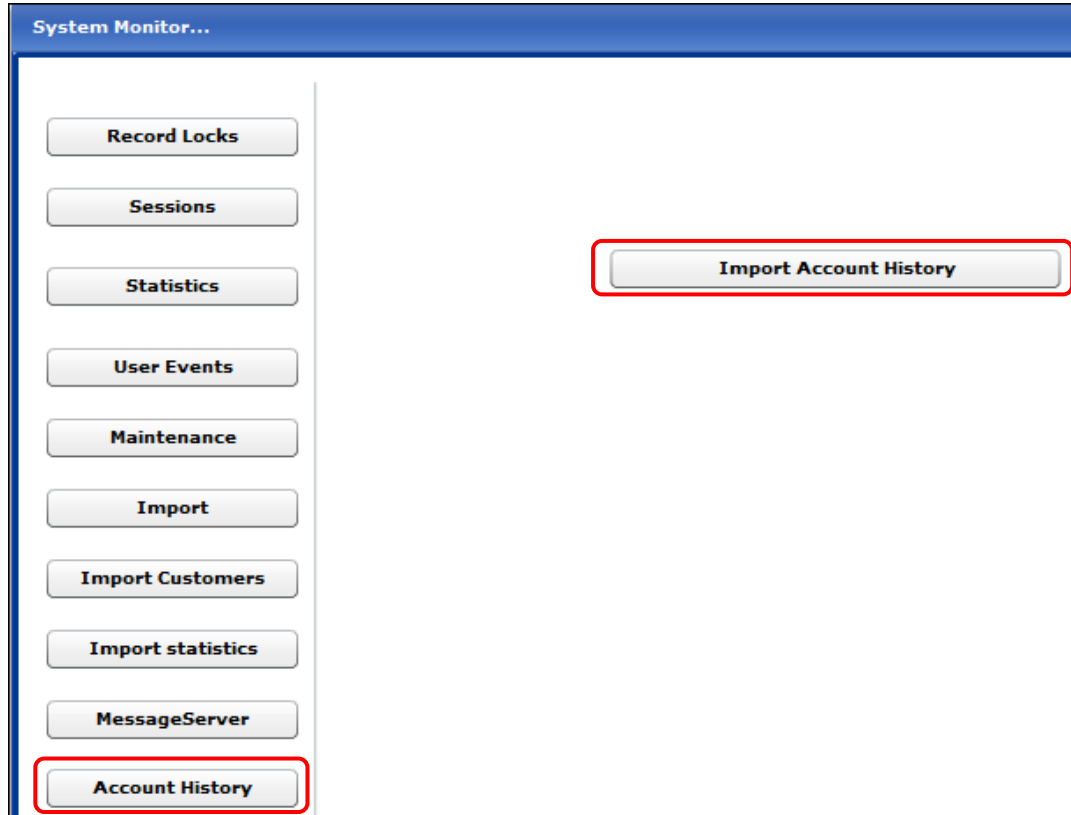 System Monitor...
Record Locks
Sessions
Import Account History
Statistics
User Events
Maintenance
Import
Import Customers
Import statistics
MessageServer
Account History